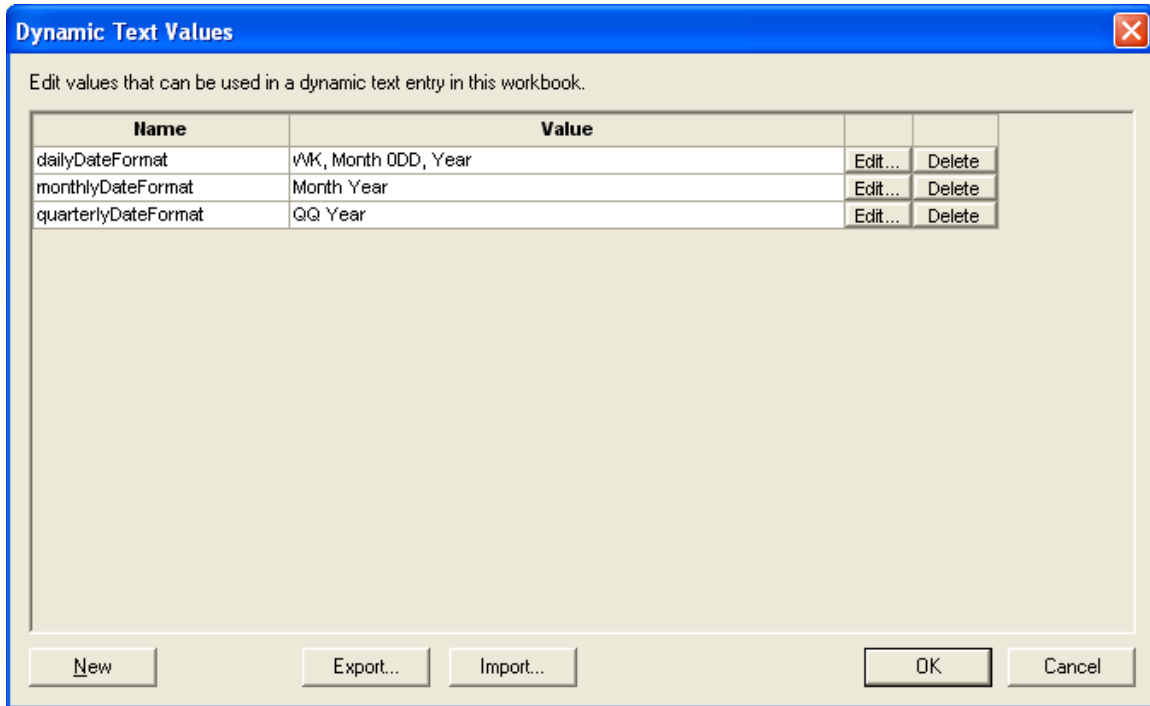 Dynamic Text Values
Edit values that can be used in a dynamic text entry in this workbook.
Name Value
dailyDateFormat WK, Month 0DD, Year Edit... Delete
monthlyDateFormat Month Year Edit... Delete
quarterlyDateFormat QQ Year Edit... Delete
New Export... Import... OK Cancel